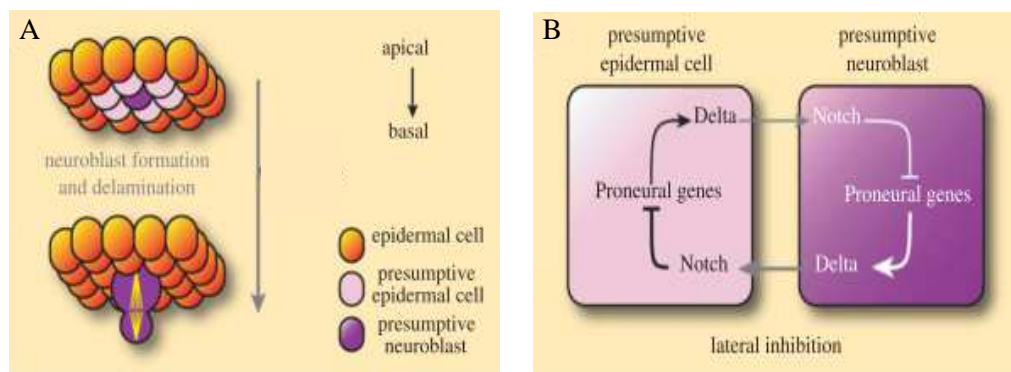 A
apical
basal
neuroblast formation
and delamination
epidermal cell
presumptive
epidermal cell
presumptive
neuroblast
B
presumptive
epidermal cell
presumptive
neuroblast
Delta
Notch
Proneural genes
Proneural genes
Notch
Delta
lateral inhibition